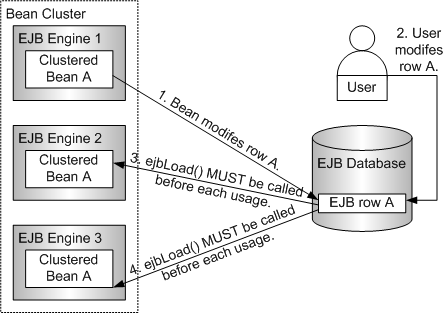 Bean Cluster
EJB Engine 1
Clustered
Bean A
2. User
modifes
row A.
User
1. Bean modifes row A.
EJB Engine 2
Clustered
Bean A
3. ejbLoad() MUST be called
before each usage.
EJB Database
EJB row A
EJB Engine 3
Clustered
Bean A
4. ejbLoad() MUST be called
before each usage.